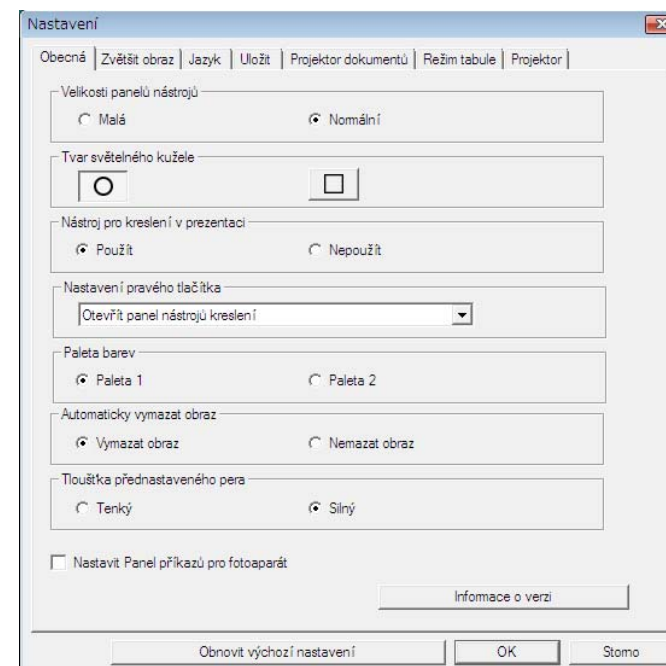 Nastavení
Obecná Zvětšit obraz Jazyk Uložit Projektor dokumentů Režim tabule Projektor
Velikosti panelů nástrojů
Malá Normální
Tvar světelného kužele
Nástroj pro kreslení v prezentaci
Použít Nepoužít
Nastavení pravého tlačítka
Otevřít panel nástrojů kreslení
Paleta barev
Paleta 1 Paleta 2
Automaticky vymazat obraz
Vymazat obraz Nemazat obraz
Tloušťka přednastaveného pera
Tenký Silný
Nastavit Panel příkazů pro fotoaparát
Informace o verzi
Obnovit výchozí nastavení OK Storno